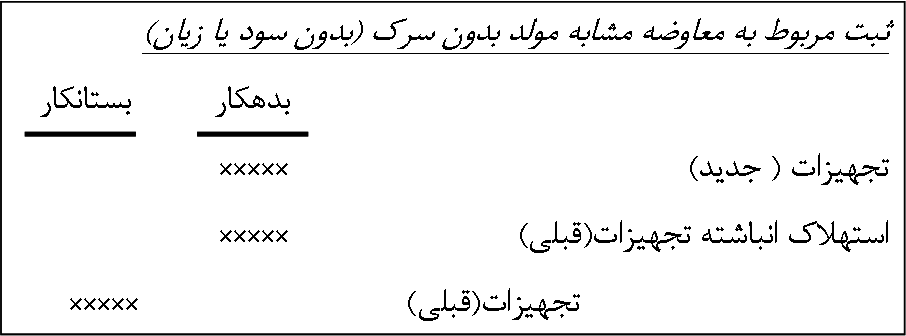 ثبت مربوط به معاوضه مشابه مولد بدون سرک (بدون سود یا زیان)
بدهکار بستانکار
تجهیزات ( جدید) ×××××
استهلاک انباشته تجهیزات(قبلی) ×××××
تجهیزات(قبلی) ×××××